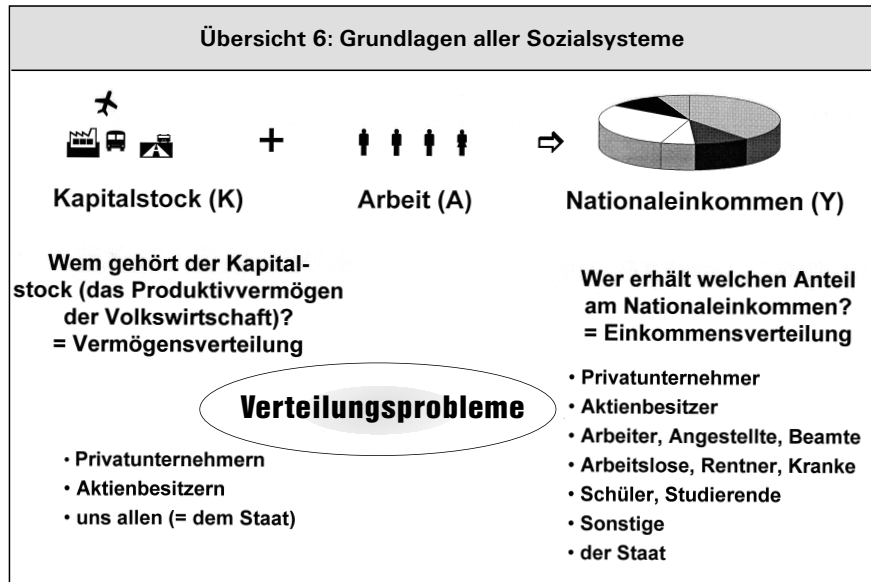 Übersicht 6: Grundlagen aller Sozialsysteme
+
Kapitalstock (K)
Arbeit (A)
Nationaleinkommen (Y)
Wem gehört der Kapital-
stock (das Produktivvermögen
der Volkswirtschaft)?
= Vermögensverteilung
Wer erhält welchen Anteil
am Nationaleinkommen?
= Einkommensverteilung
Verteilungsprobleme
• Privatunternehmern
• Aktienbesitzern
• uns allen (= dem Staat)
• Privatunternehmer
• Aktienbesitzer
• Arbeiter, Angestellte, Beamte
• Arbeitslose, Rentner, Kranke
• Schüler, Studierende
• Sonstige
• der Staat